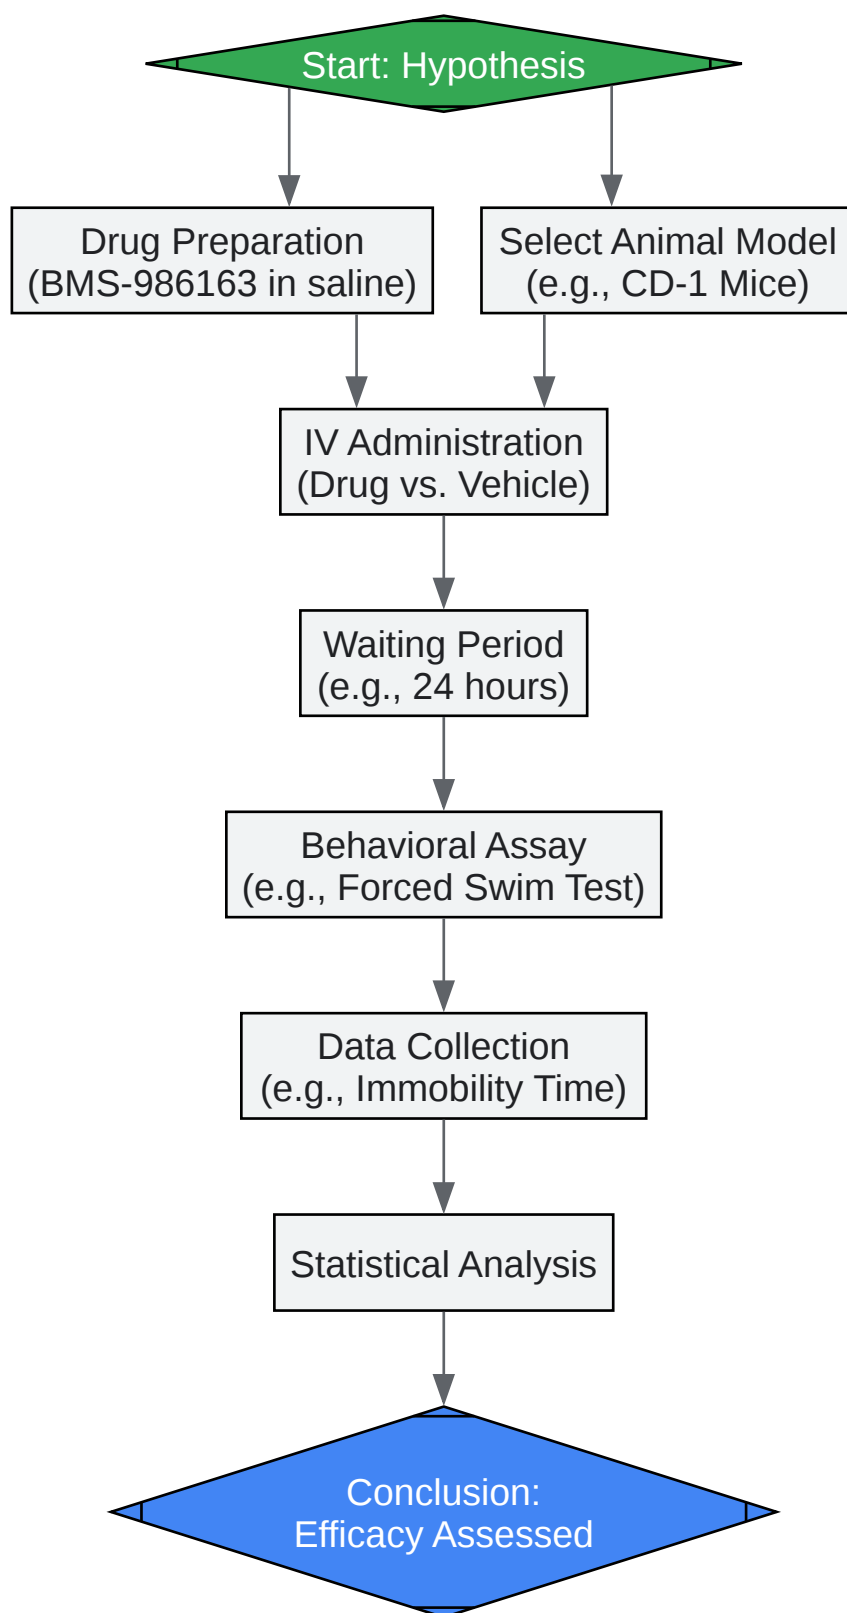 Start: Hypothesis
Drug Preparation
(BMS-986163 in saline)
Select Animal Model
(e.g., CD-1 Mice)
IV Administration
(Drug vs. Vehicle)
Waiting Period
(e.g., 24 hours)
Behavioral Assay
(e.g., Forced Swim Test)
Data Collection
(e.g., Immobility Time)
Statistical Analysis
Conclusion:
Efficacy Assessed